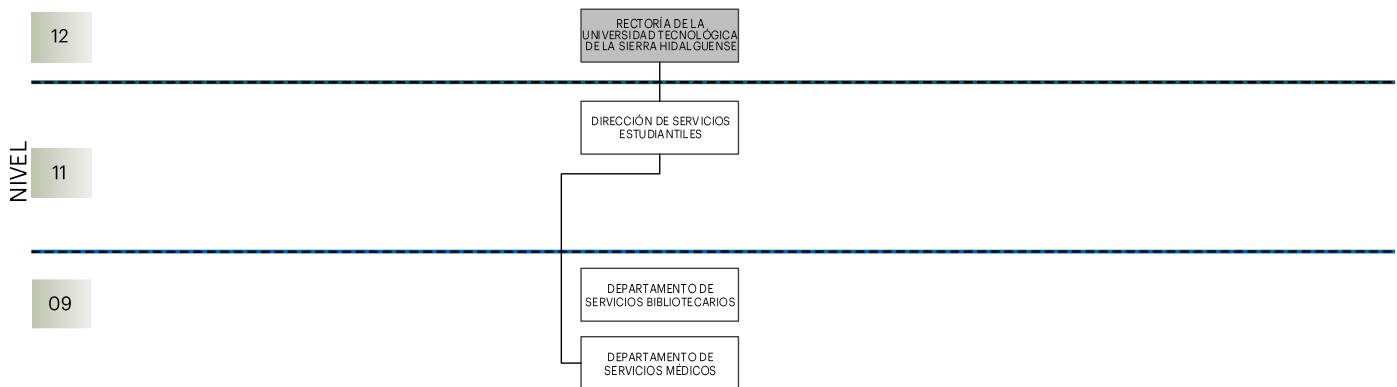 12
RECTORÍA DE LA
UNIVERSIDAD TECNOLÓGICA
DE LA SIERRA HIDALGUENSE
DIRECCIÓN DE SERVICIOS
ESTUDIANTILES
NIVEL
11
09
DEPARTAMENTO DE
SERVICIOS BIBLIOTECARIOS
DEPARTAMENTO DE
SERVICIOS MÉDICOS